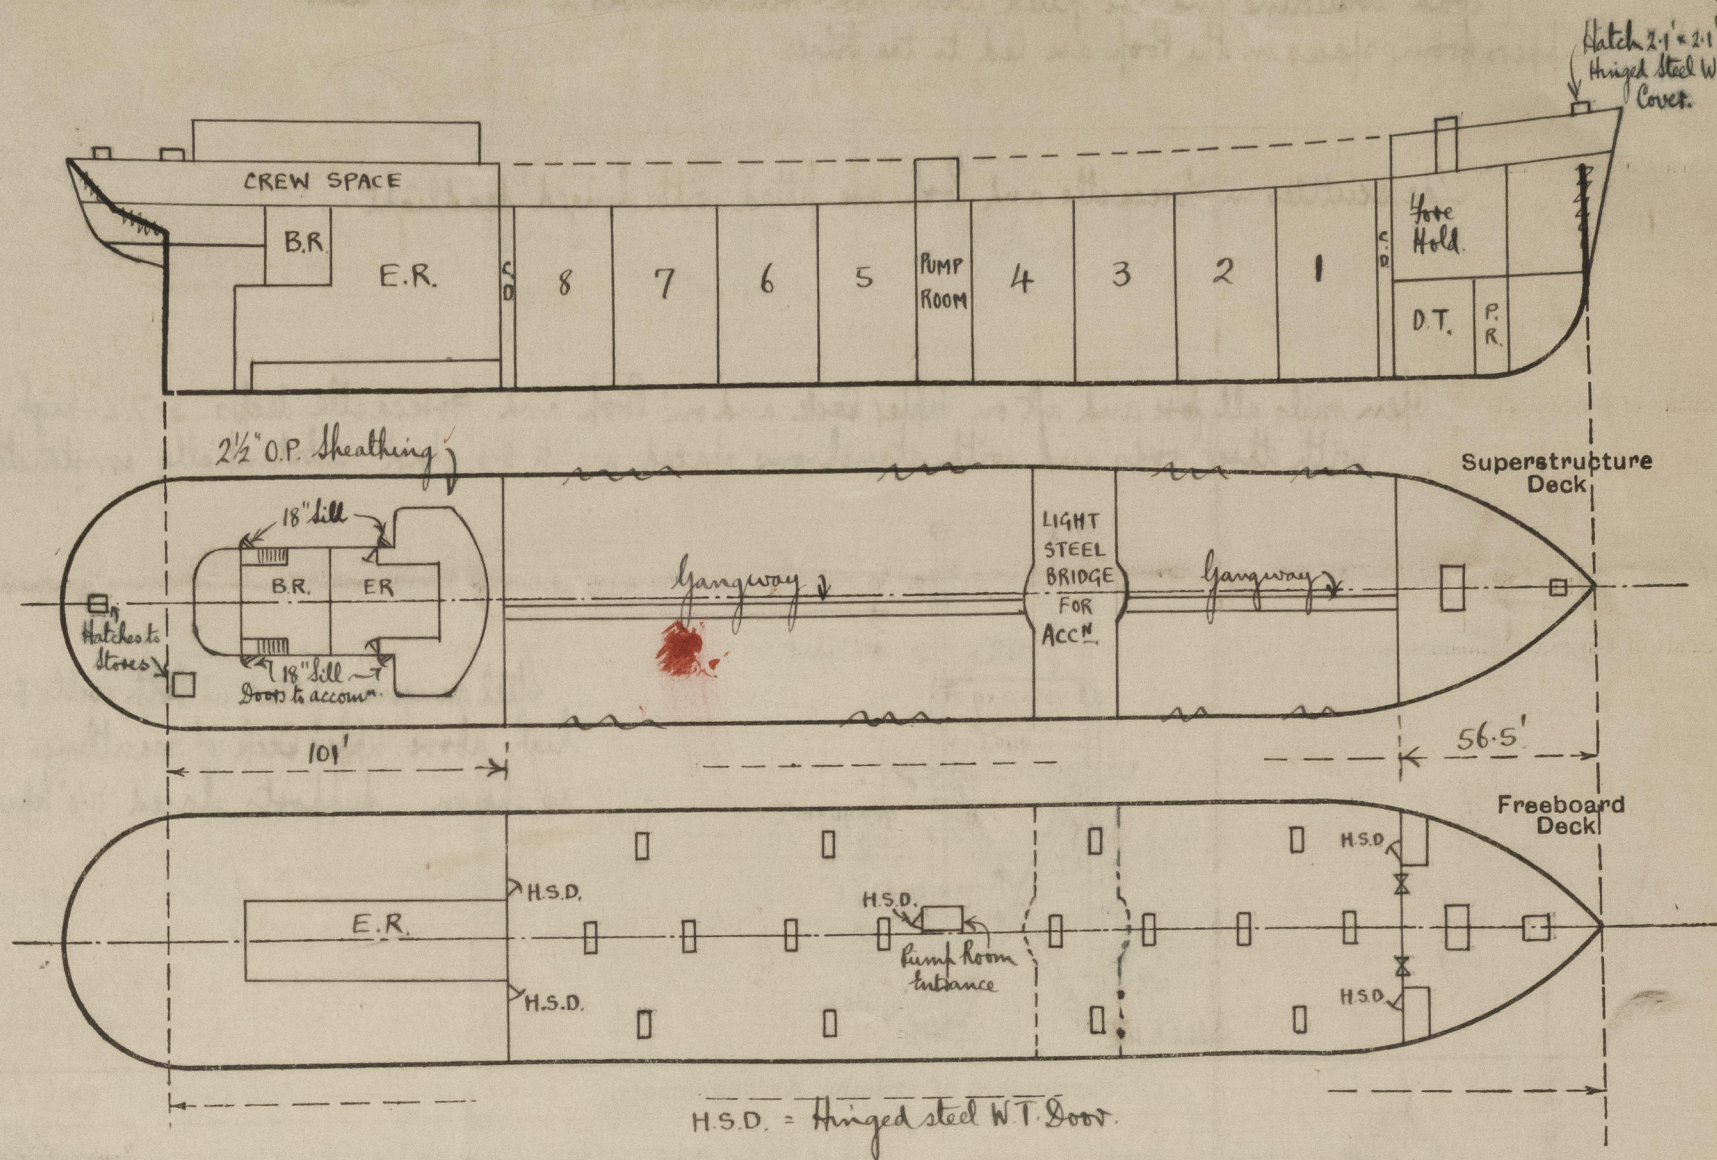 Hatch 2·1' × 2·1'
Hinged Steel W
Cover.
CREW SPACE
B.R.
E.R.
C.D
8
7
6
5
PUMP
ROOM
4
3
2
1
C.D.
Fore
Hold.
D.T.
P.
R.
2½" O.P. Sheathing
Superstructure
Deck
18" Sill
B.R.
ER
Gangway
LIGHT
STEEL
BRIDGE
FOR
ACCN.
Gangway
Hatches to
Stores
18" Sill
Doors to accomn.
101'
56·5'
Freeboard
Deck
H.S.D.
H.S.D.
H.S.D.
E.R.
Pump Room
Entrance
H.S.D.
H.S.D.
H.S.D. = Hinged steel W.T. Door.